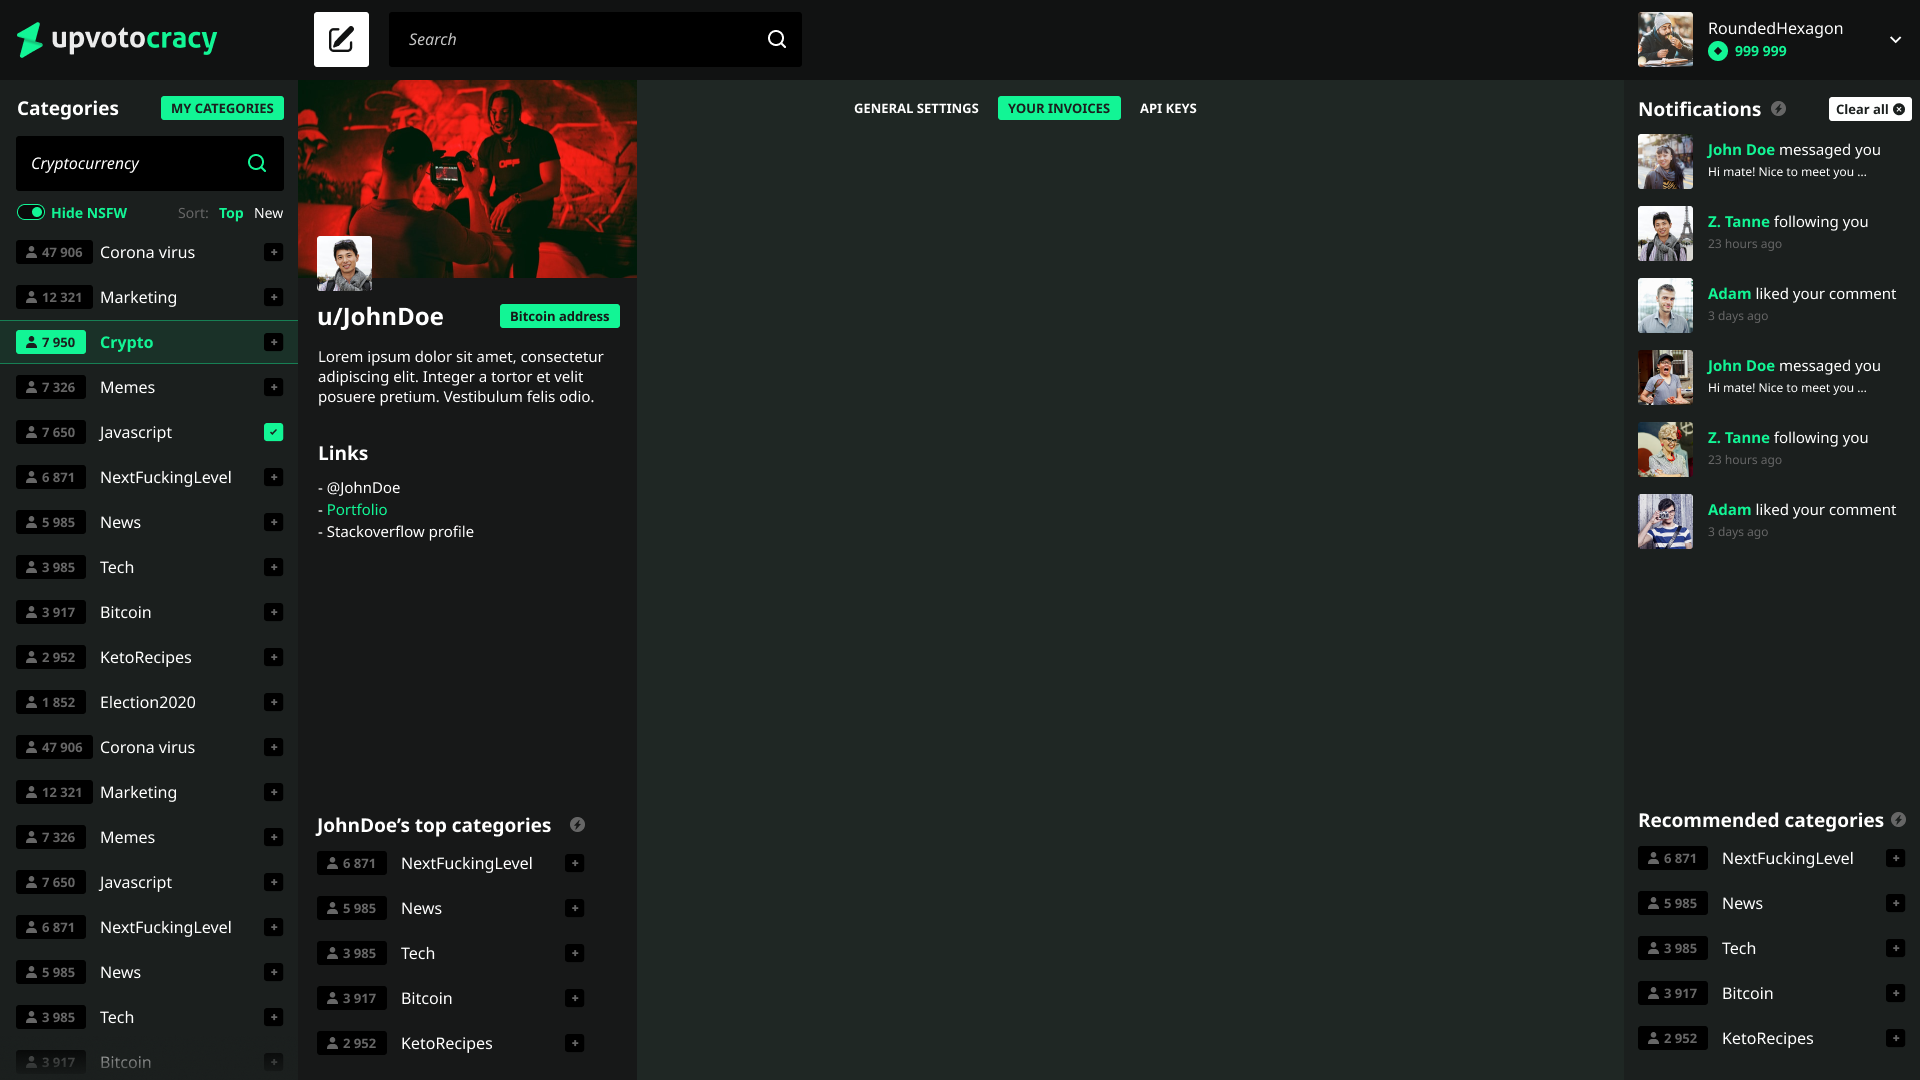 upvotocracy
Search
RoundedHexagon
999 999
Categories
MY CATEGORIES
Cryptocurrency
Hide NSFW
Sort: Top New
47 906 Corona virus
12 321 Marketing
7 950 Crypto
7 326 Memes
7 650 Javascript
6 871 NextFuckingLevel
5 985 News
3 985 Tech
3 917 Bitcoin
2 952 KetoRecipes
1 852 Election2020
47 906 Corona virus
12 321 Marketing
7 326 Memes
7 650 Javascript
6 871 NextFuckingLevel
5 985 News
3 985 Tech
3 917 Bitcoin
u/JohnDoe
Bitcoin address
Lorem ipsum dolor sit amet, consectetur
adipiscing elit. Integer a tortor et velit
posuere pretium. Vestibulum felis odio.
Links
- @JohnDoe
- Portfolio
- Stackoverflow profile
JohnDoe’s top categories
6 871 NextFuckingLevel
5 985 News
3 985 Tech
3 917 Bitcoin
2 952 KetoRecipes
GENERAL SETTINGS YOUR INVOICES API KEYS
Notifications
Clear all
John Doe messaged you
Hi mate! Nice to meet you ...
Z. Tanne following you
23 hours ago
Adam liked your comment
3 days ago
John Doe messaged you
Hi mate! Nice to meet you ...
Z. Tanne following you
23 hours ago
Adam liked your comment
3 days ago
Recommended categories
6 871 NextFuckingLevel
5 985 News
3 985 Tech
3 917 Bitcoin
2 952 KetoRecipes